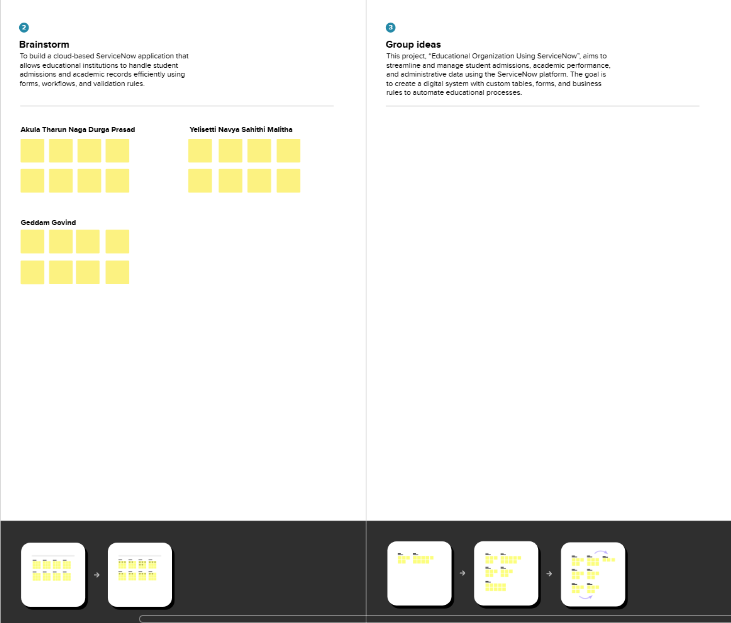 2
Brainstorm
To build a cloud-based ServiceNow application that
allows educational institutions to handle student
admissions and academic records efficiently using
forms, workflows, and validation rules.
Akula Tharun Naga Durga Prasad
Yelisetti Navya Sahithi Malitha
Geddam Govind
3
Group ideas
This project, “Educational Organization Using ServiceNow”, aims to
streamline and manage student admissions, academic performance,
and administrative data using the ServiceNow platform. The goal is
to create a digital system with custom tables, forms, and business
rules to automate educational processes.